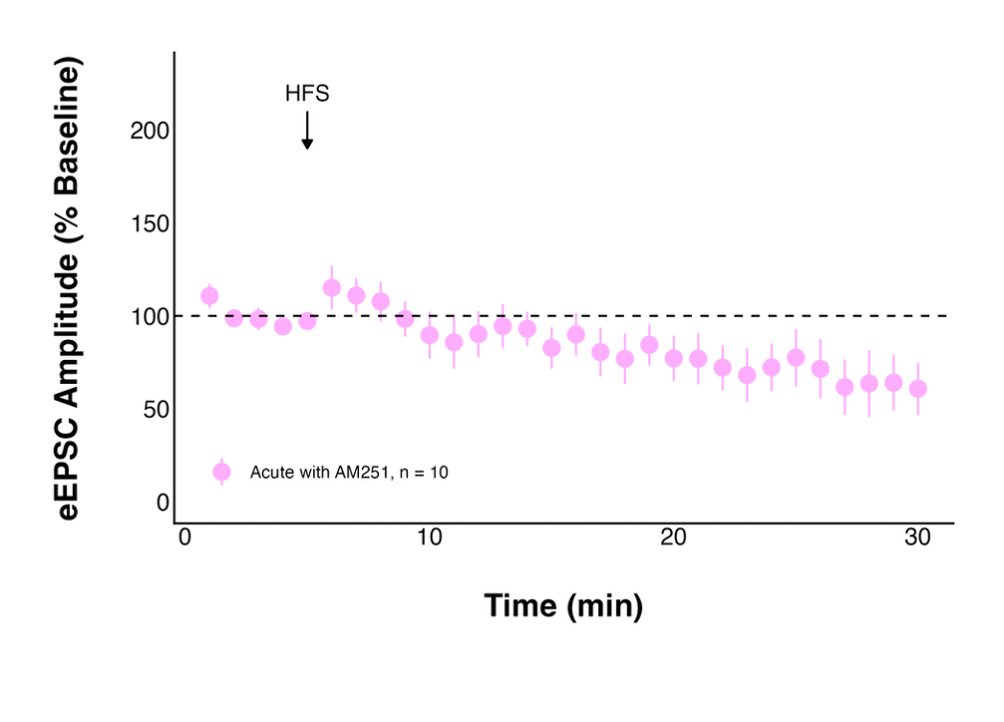 HFS
eEPSC Amplitude (% Baseline)
200
150
100
50
0
Acute with AM251, n = 10
0 10 20 30
Time (min)